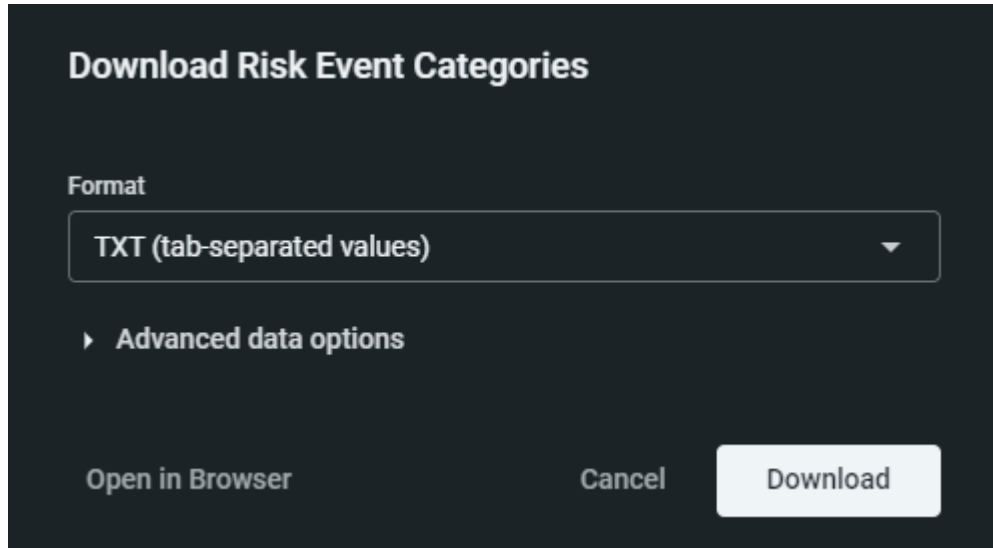 Download Risk Event Categories
Format
TXT (tab-separated values)
Advanced data options
Open in Browser Cancel Download